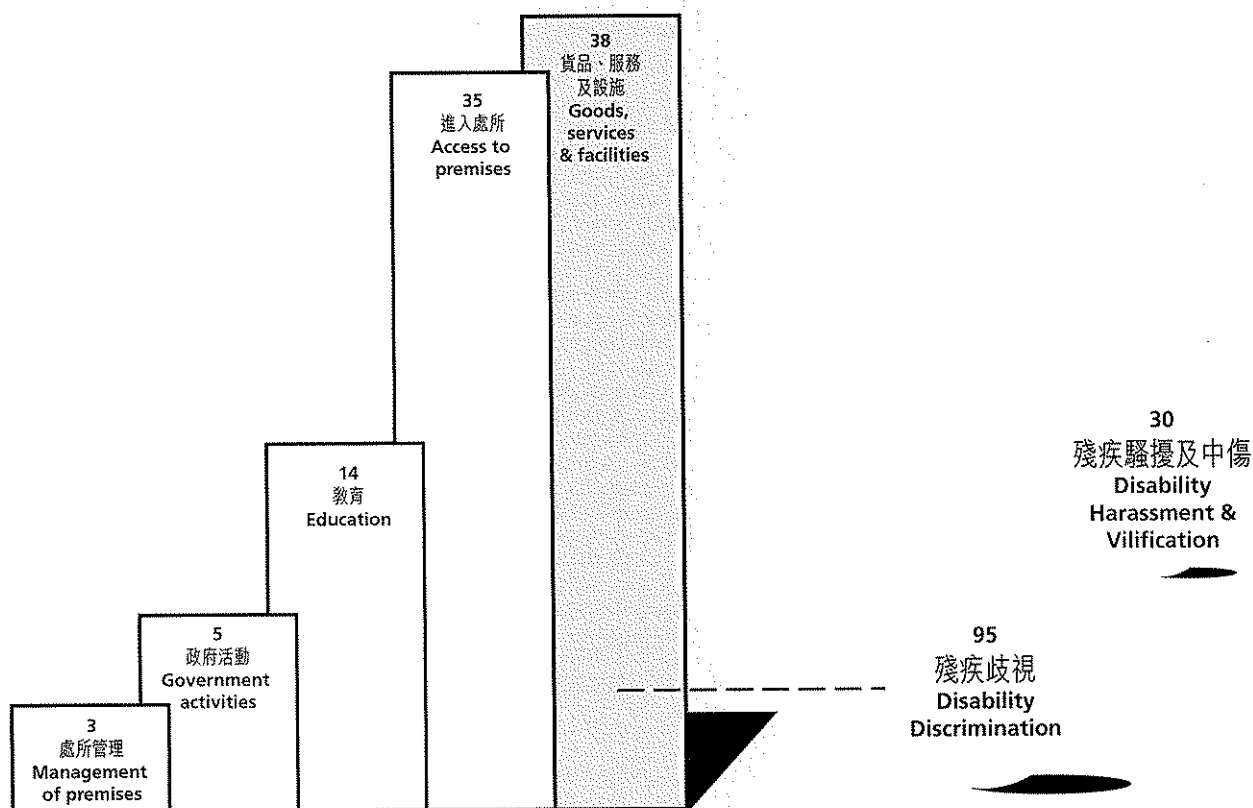 38
貨品、服務
及設施
Goods,
services
& facilities
35
進入處所
Access to
premises
14
教育
Education
5
政府活動
Government
activities
3
處所管理
Management
of premises
30
殘疾騷擾及中傷
Disability
Harassment &
Vilification
95
殘疾歧視
Disability
Discrimination